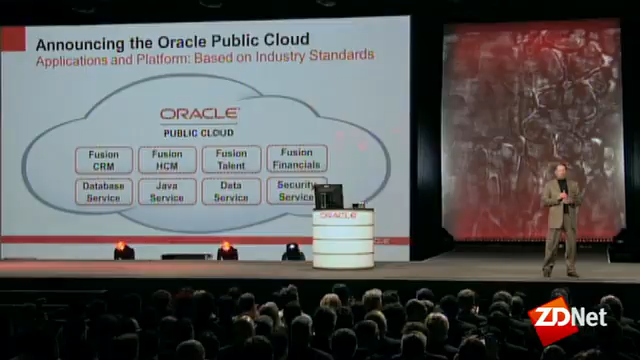 Announcing the Oracle Public Cloud
Applications and Platform: Based on Industry Standards
ORACLE
PUBLIC CLOUD
Fusion CRM
Fusion HCM
Fusion Talent
Fusion Financials
Database Service
Java Service
Data Service
Security Service
ORACLE
ZDNet